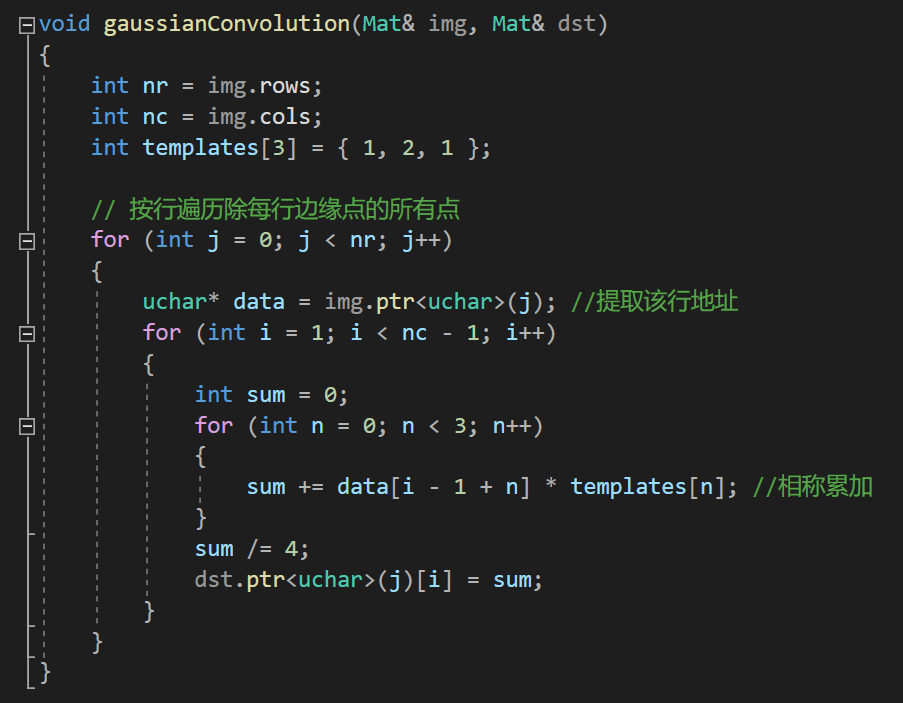 void gaussianConvolution(Mat& img, Mat& dst)
{
    int nr = img.rows;
    int nc = img.cols;
    int templates[3] = { 1, 2, 1 };

    // 按行遍历除每行边缘点的所有点
    for (int j = 0; j < nr; j++)
    {
        uchar* data = img.ptr<uchar>(j); //提取该行地址
        for (int i = 1; i < nc - 1; i++)
        {
            int sum = 0;
            for (int n = 0; n < 3; n++)
            {
                sum += data[i - 1 + n] * templates[n]; //相称累加
            }
            sum /= 4;
            dst.ptr<uchar>(j)[i] = sum;
        }
    }
}